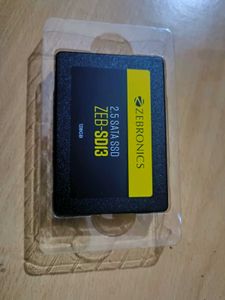 ZEBRONICS
2.5 SATA SSD
ZEB-SD13
128GB